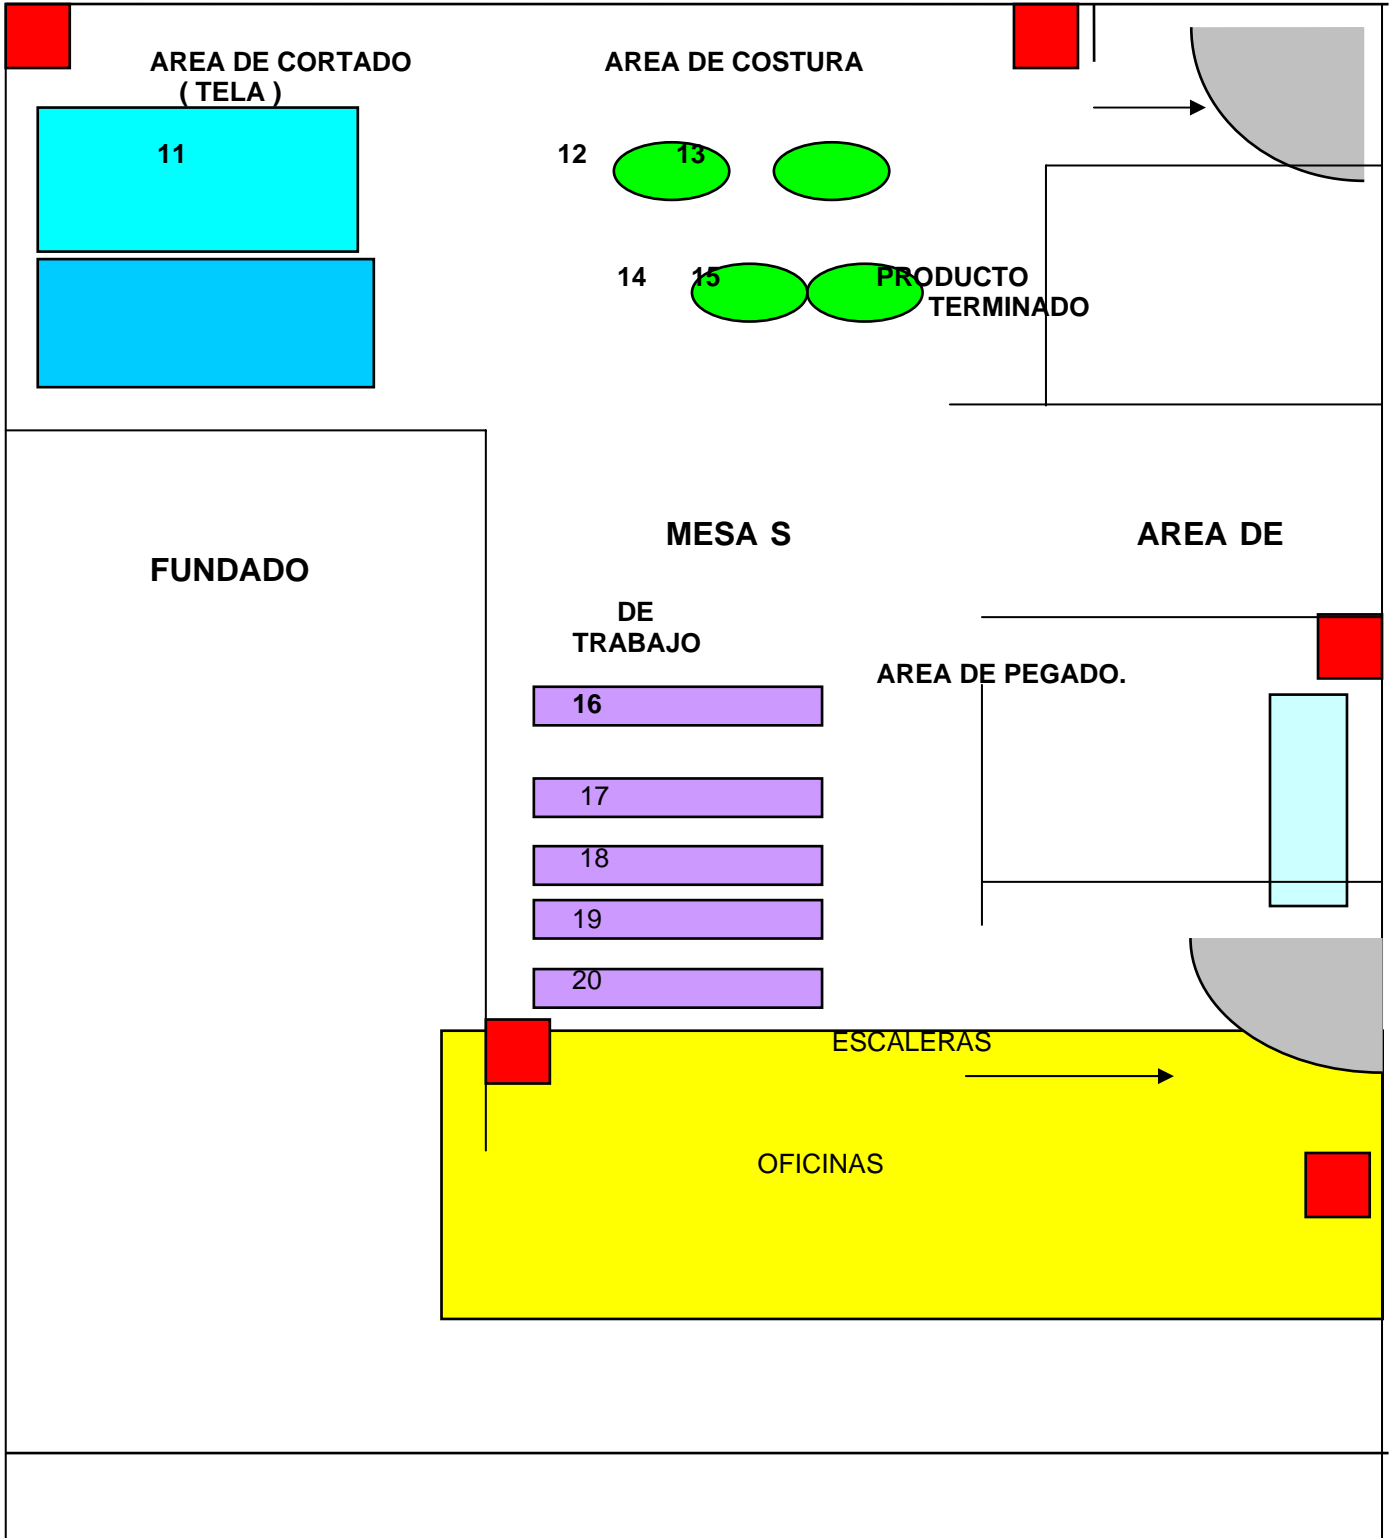 AREA DE CORTADO
( TELA )
AREA DE COSTURA
11
12
13
14
15
PRODUCTO
TERMINADO
FUNDADO
MESA S
AREA DE
DE
TRABAJO
AREA DE PEGADO.
16
17
18
19
20
ESCALERAS
OFICINAS